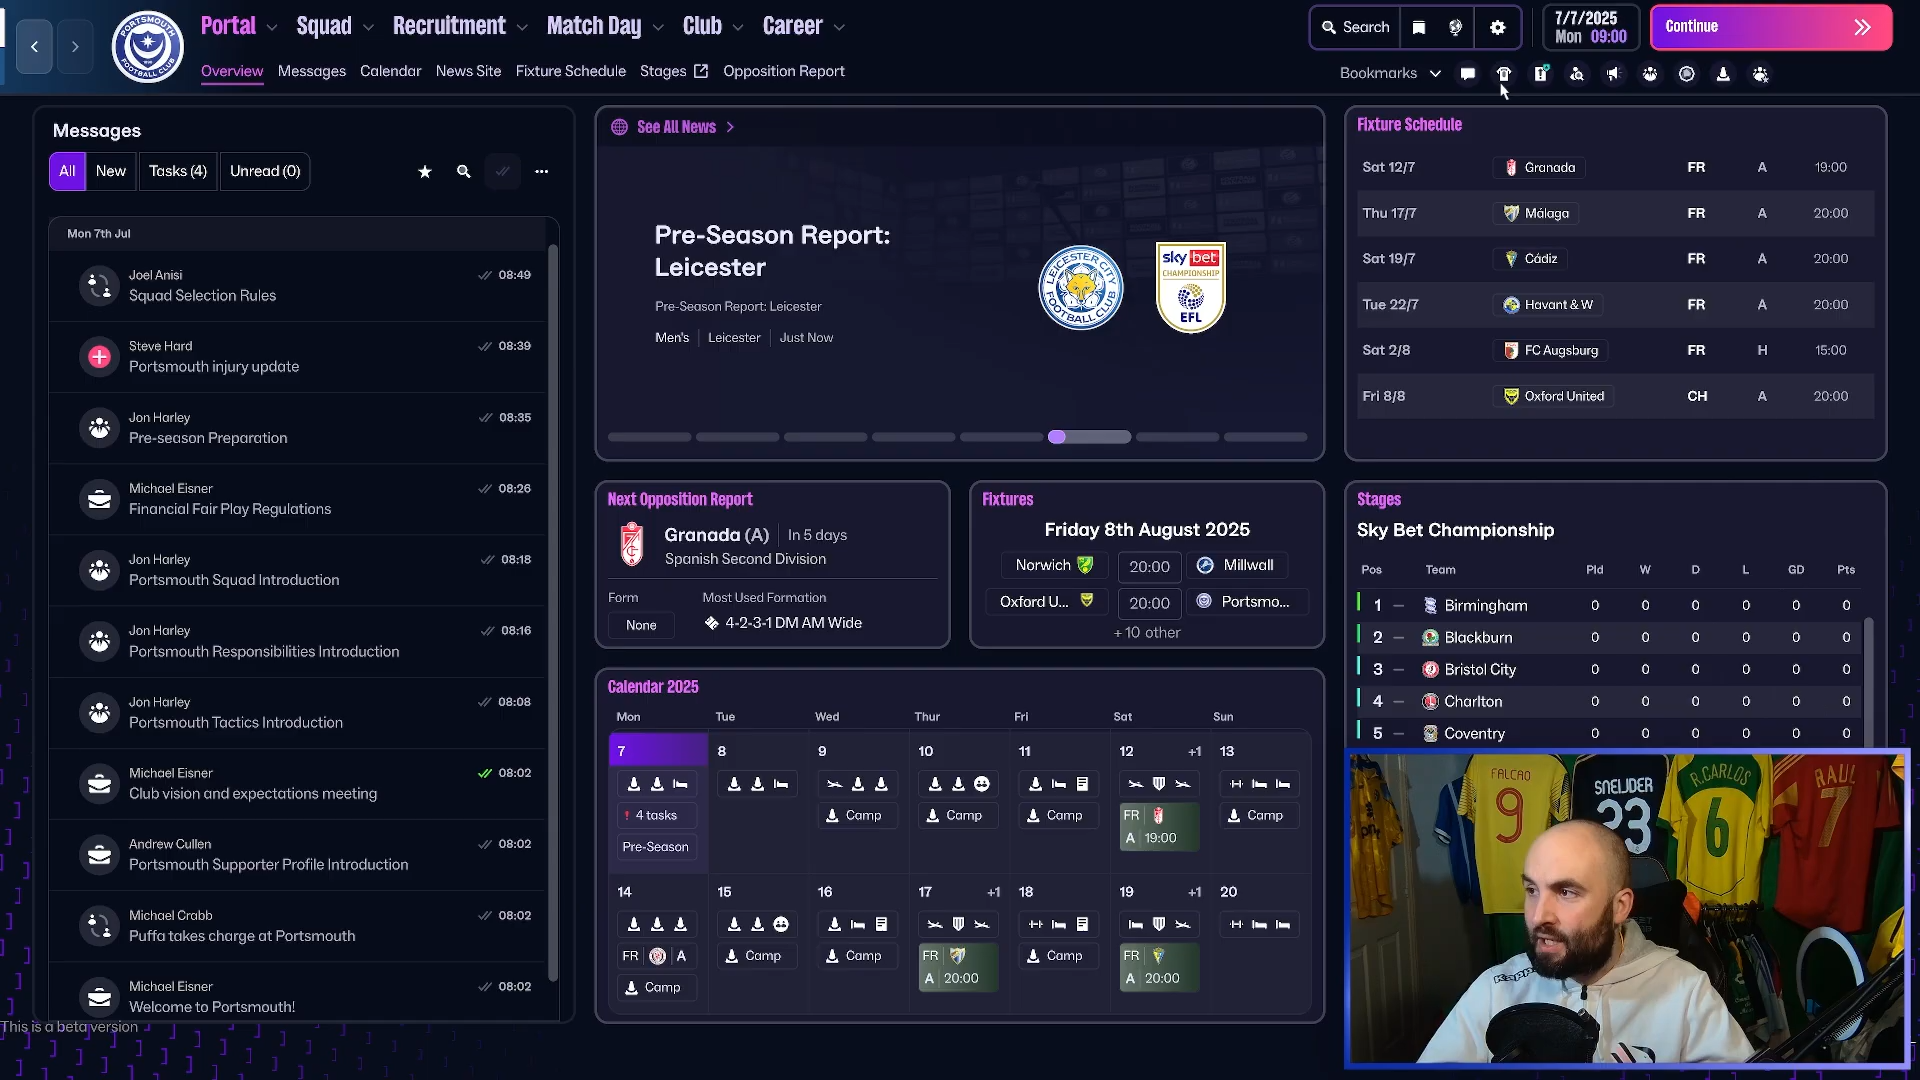 Portal
Squad
Recruitment
Match Day
Club
Career
Search
7/7/2025
Mon 09:00
Continue
Overview
Messages
Calendar
News Site
Fixture Schedule
Stages
Opposition Report
Bookmarks
Messages
All
New
Tasks (4)
Unread (0)
Mon 7th Jul
Joel Anisi
08:49
Squad Selection Rules
Steve Hard
08:39
Portsmouth injury update
Jon Harley
08:35
Pre-season Preparation
Michael Eisner
08:26
Financial Fair Play Regulations
Jon Harley
08:18
Portsmouth Squad Introduction
Jon Harley
08:16
Portsmouth Responsibilities Introduction
Jon Harley
08:08
Portsmouth Tactics Introduction
Michael Eisner
08:02
Club vision and expectations meeting
Andrew Cullen
08:02
Portsmouth Supporter Profile Introduction
Michael Crabb
08:02
Puffa takes charge at Portsmouth
Michael Eisner
08:02
Welcome to Portsmouth!
This is a beta version
See All News
Pre-Season Report:
Leicester
Pre-Season Report: Leicester
Men's
Leicester
Just Now
LEICESTER CITY
FOOTBALL CLUB
sky bet
CHAMPIONSHIP
EFL
Next Opposition Report
Granada (A)
In 5 days
Spanish Second Division
Form
Most Used Formation
None
4-2-3-1 DM AM Wide
Fixtures
Friday 8th August 2025
Norwich 20:00 Millwall
Oxford U... 20:00 Portsmo...
+ 10 other
Calendar 2025
Mon Tue Wed Thur Fri Sat Sun
7 8 9 10 11 12 +1 13
4 tasks
Camp
Camp
Camp
FR
A 19:00
Camp
Pre-Season
14 15 16 17 +1 18 19 +1 20
FR A
Camp
Camp
FR
A 20:00
Camp
FR
A 20:00
Camp
Fixture Schedule
Sat 12/7 Granada FR A 19:00
Thu 17/7 Málaga FR A 20:00
Sat 19/7 Cádiz FR A 20:00
Tue 22/7 Havant & W FR A 20:00
Sat 2/8 FC Augsburg FR H 15:00
Fri 8/8 Oxford United CH A 20:00
Stages
Sky Bet Championship
Pos Team Pld W D L GD Pts
1 Birmingham 0 0 0 0 0 0
2 Blackburn 0 0 0 0 0 0
3 Bristol City 0 0 0 0 0 0
4 Charlton 0 0 0 0 0 0
5 Coventry 0 0 0 0 0 0
FALCAO
9
SNEIJDER
23
R.CARLOS
6
RAUL
7
Kappa